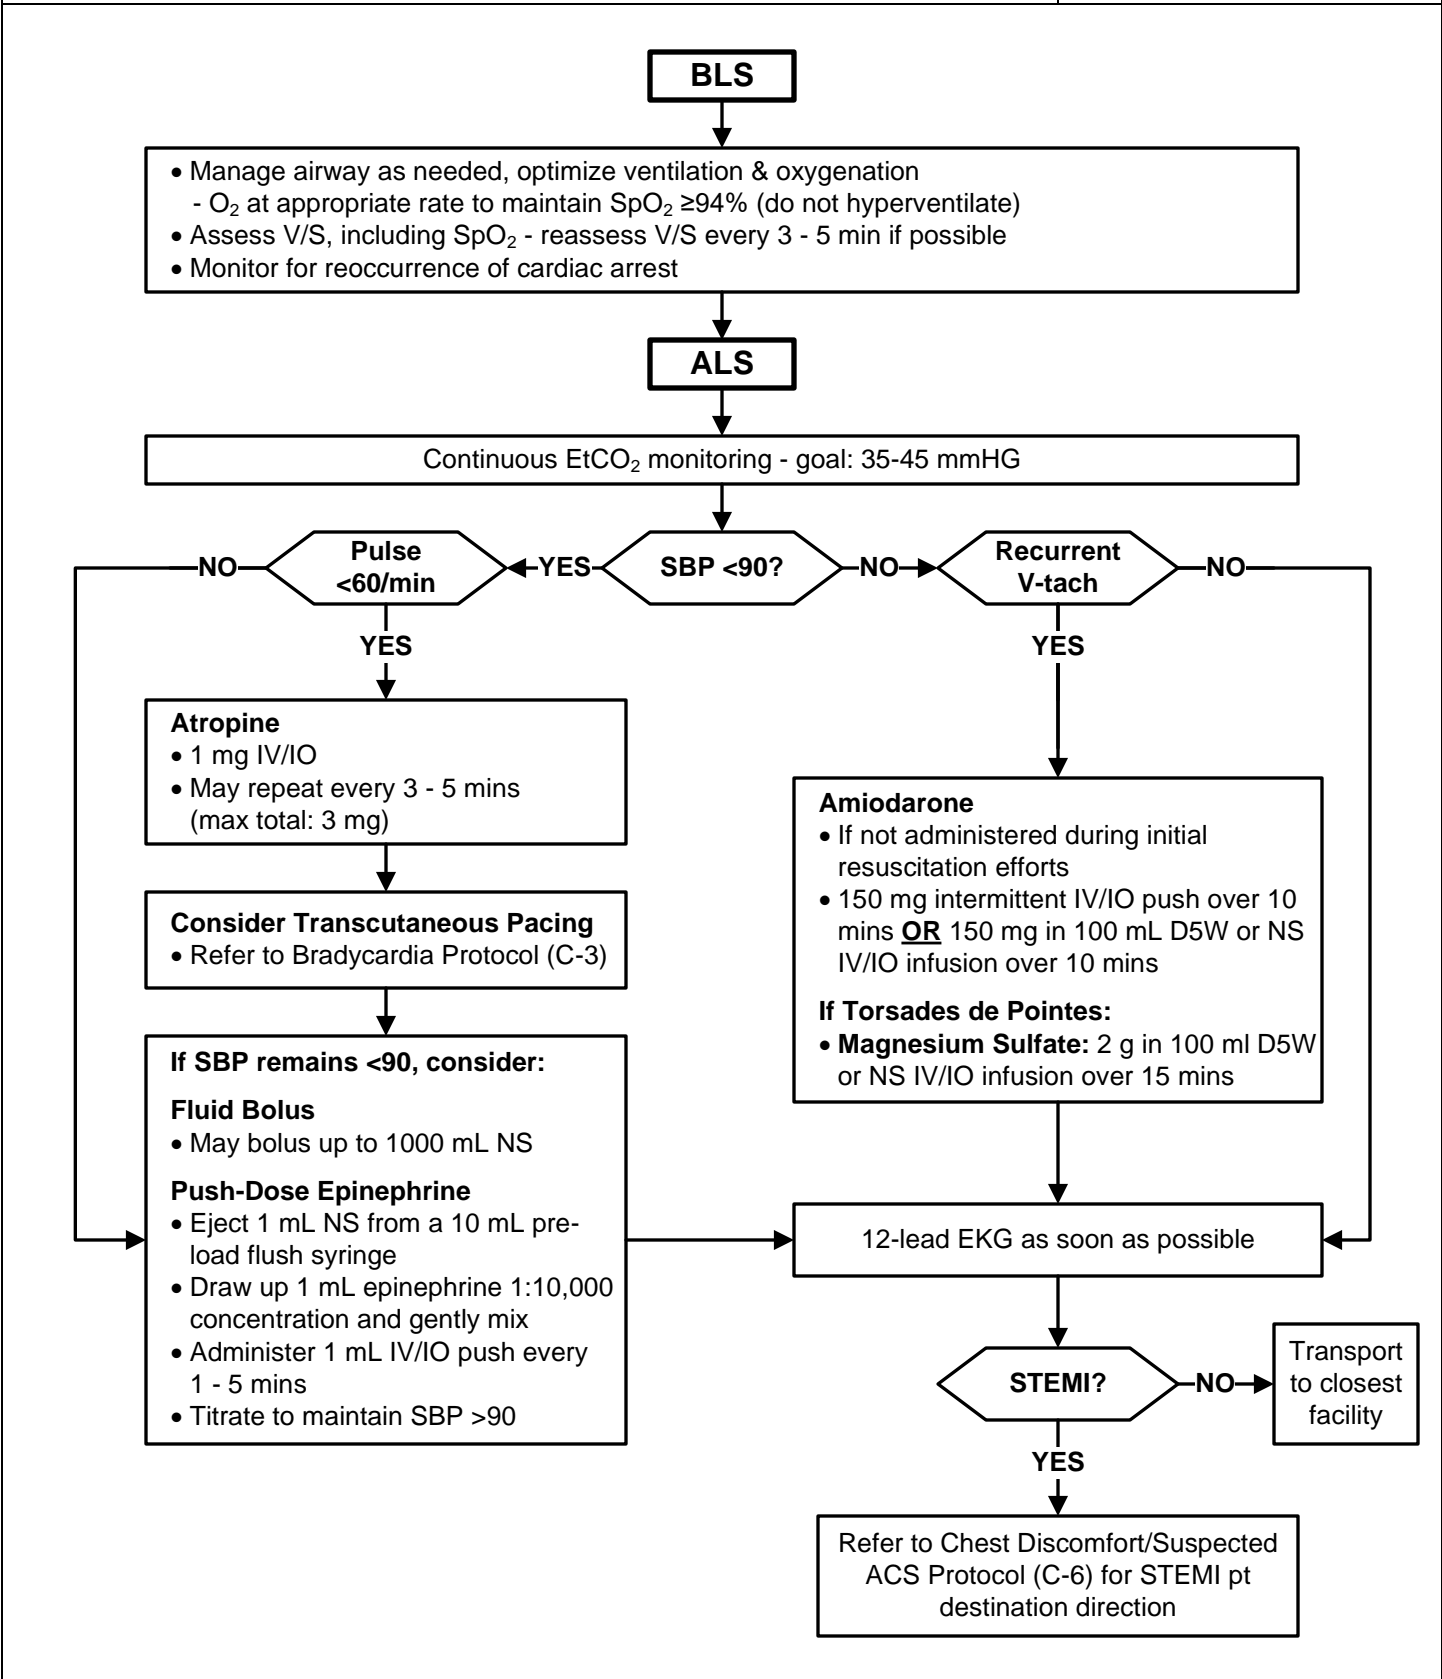 BLS
• Manage airway as needed, optimize ventilation & oxygenation
- O₂ at appropriate rate to maintain SpO₂ ≥94% (do not hyperventilate)
• Assess V/S, including SpO₂ - reassess V/S every 3 - 5 min if possible
• Monitor for reoccurrence of cardiac arrest
ALS
Continuous EtCO₂ monitoring - goal: 35-45 mmHG
NO
Pulse
<60/min
YES
SBP <90?
NO
Recurrent
V-tach
NO
YES
YES
Atropine
• 1 mg IV/IO
• May repeat every 3 - 5 mins
(max total: 3 mg)
Consider Transcutaneous Pacing
• Refer to Bradycardia Protocol (C-3)
If SBP remains <90, consider:
Fluid Bolus
• May bolus up to 1000 mL NS
Push-Dose Epinephrine
• Eject 1 mL NS from a 10 mL pre-
load flush syringe
• Draw up 1 mL epinephrine 1:10,000
concentration and gently mix
• Administer 1 mL IV/IO push every
1 - 5 mins
• Titrate to maintain SBP >90
Amiodarone
• If not administered during initial
resuscitation efforts
• 150 mg intermittent IV/IO push over 10
mins OR 150 mg in 100 mL D5W or NS
IV/IO infusion over 10 mins
If Torsades de Pointes:
• Magnesium Sulfate: 2 g in 100 ml D5W
or NS IV/IO infusion over 15 mins
12-lead EKG as soon as possible
STEMI?
NO
Transport
to closest
facility
YES
Refer to Chest Discomfort/Suspected
ACS Protocol (C-6) for STEMI pt
destination direction